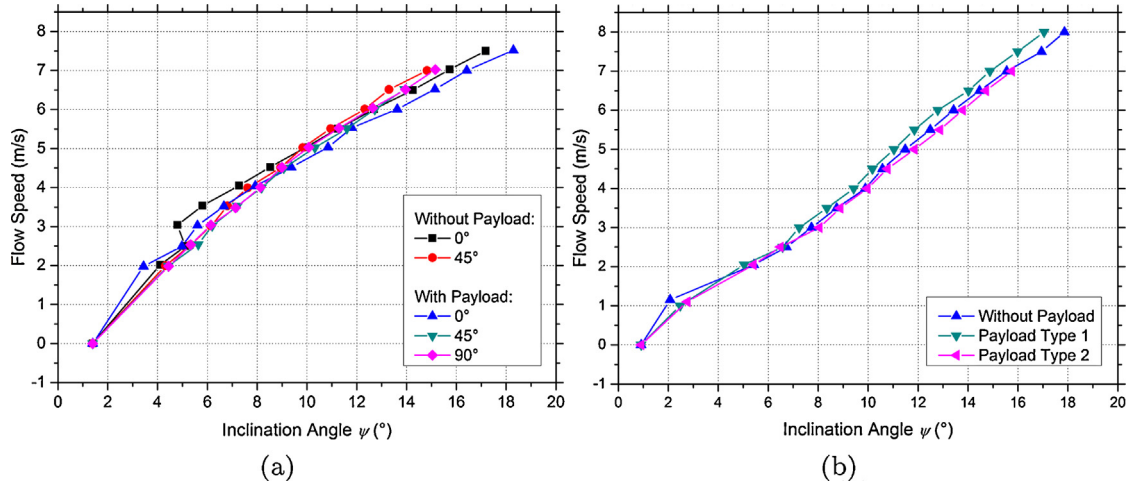 8
7
6
5
4
3
2
1
0
-1
Flow Speed (m/s)
Without Payload:
0°
45°
With Payload:
0°
45°
90°
0 2 4 6 8 10 12 14 16 18 20
Inclination Angle ψ (°)
(a)
8
7
6
5
4
3
2
1
0
-1
Flow Speed (m/s)
Without Payload
Payload Type 1
Payload Type 2
0 2 4 6 8 10 12 14 16 18 20
Inclination Angle ψ (°)
(b)